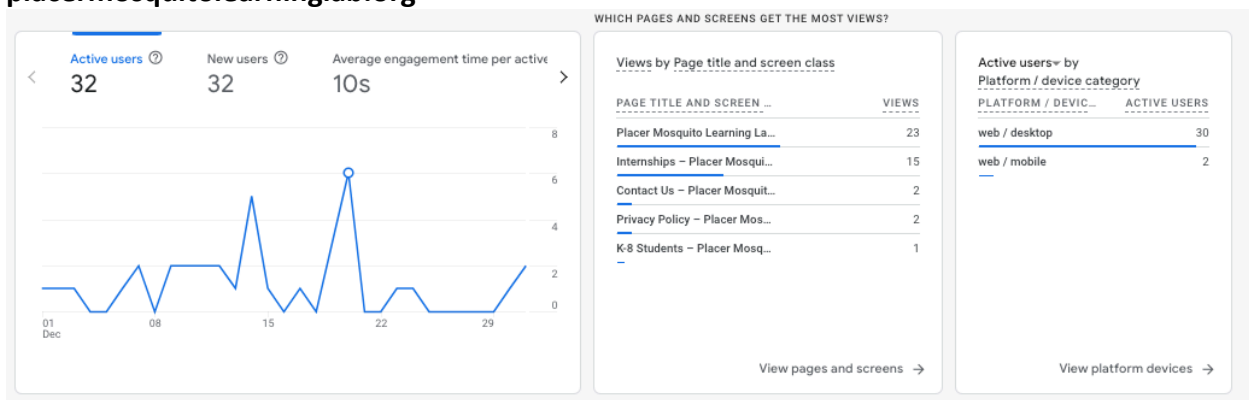 placermosquitolearninglab.org
WHICH PAGES AND SCREENS GET THE MOST VIEWS?
Active users
32
New users
32
Average engagement time per active
10s
8
6
4
2
0
01
Dec
08
15
22
29
Views by Page title and screen class
PAGE TITLE AND SCREEN … VIEWS
Placer Mosquito Learning La… 23
Internships – Placer Mosqui… 15
Contact Us – Placer Mosquit… 2
Privacy Policy – Placer Mos… 2
K-8 Students – Placer Mosq… 1
View pages and screens →
Active users by
Platform / device category
PLATFORM / DEVIC… ACTIVE USERS
web / desktop 30
web / mobile 2
View platform devices →